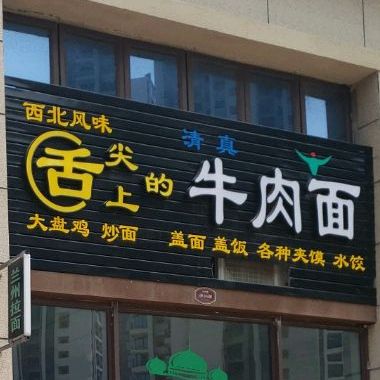 西北风味
清真
舌尖上的牛肉面
大盘鸡 炒面 盖面 盖饭 各种夹馍 水饺
兰州拉面